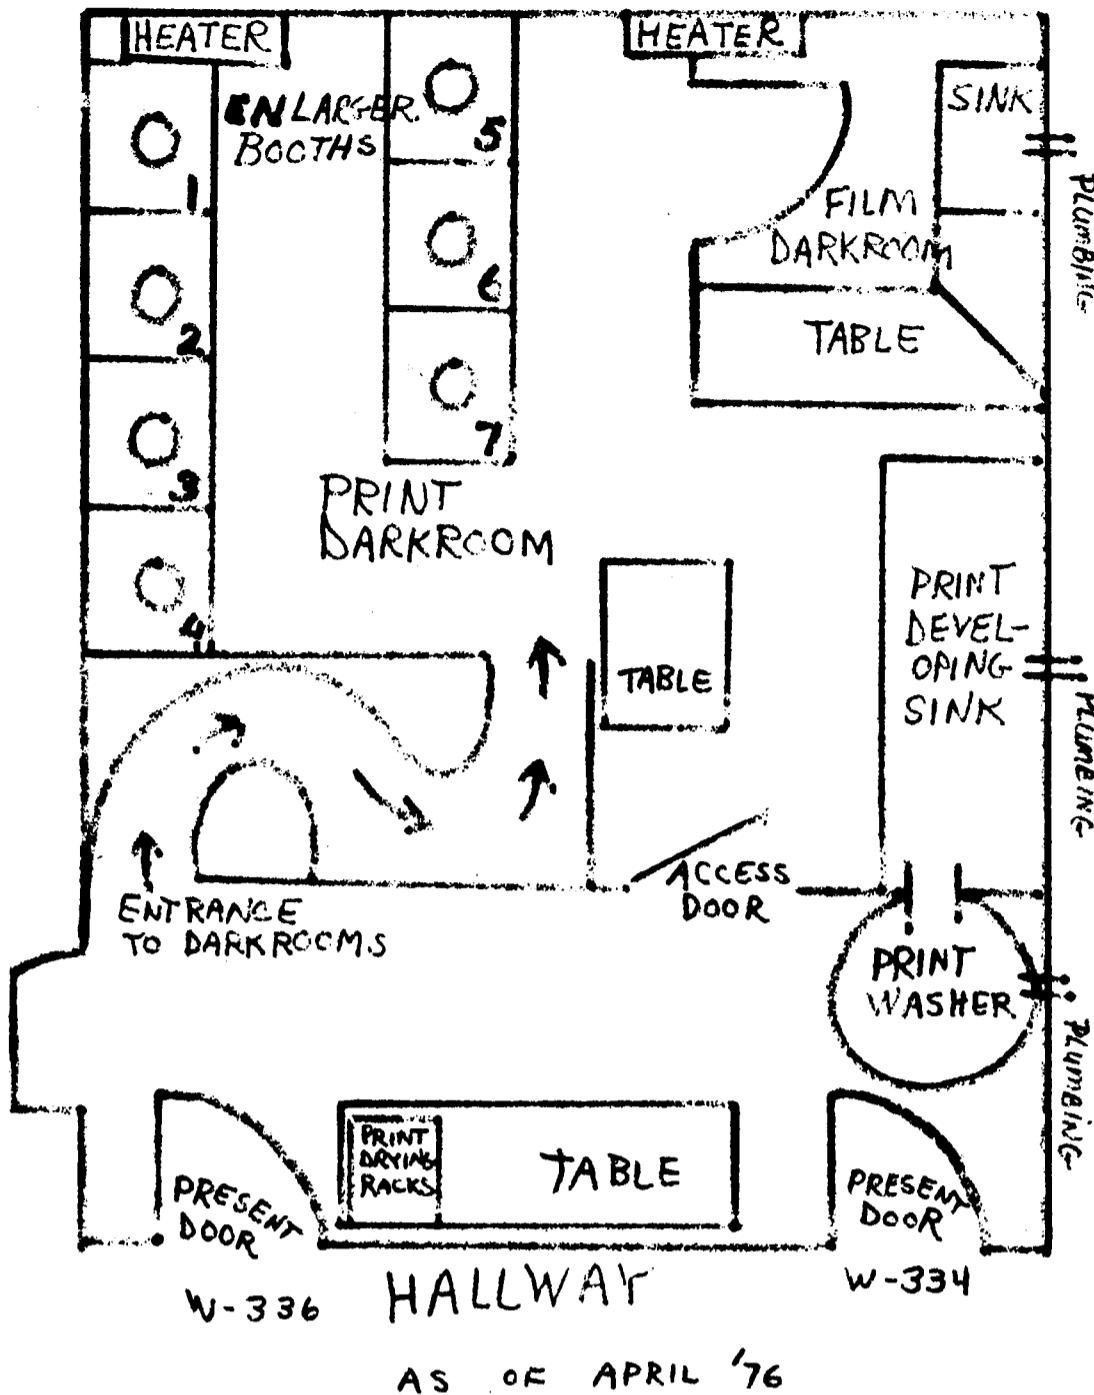 HEATER
HEATER
ENLARGER
BOOTHS
SINK
1
2
3
4
5
6
7
PLUMBING
FILM
DARKROOM
TABLE
PRINT
DARKROOM
PRINT
DEVEL-
OPING
SINK
TABLE
PLUMBING
ACCESS
DOOR
ENTRANCE
TO DARKROOMS
PRINT
WASHER
PLUMBING
PRINT
DRYING
RACKS
TABLE
PRESENT
DOOR
PRESENT
DOOR
W-336
HALLWAY
W-334
AS OF APRIL '76